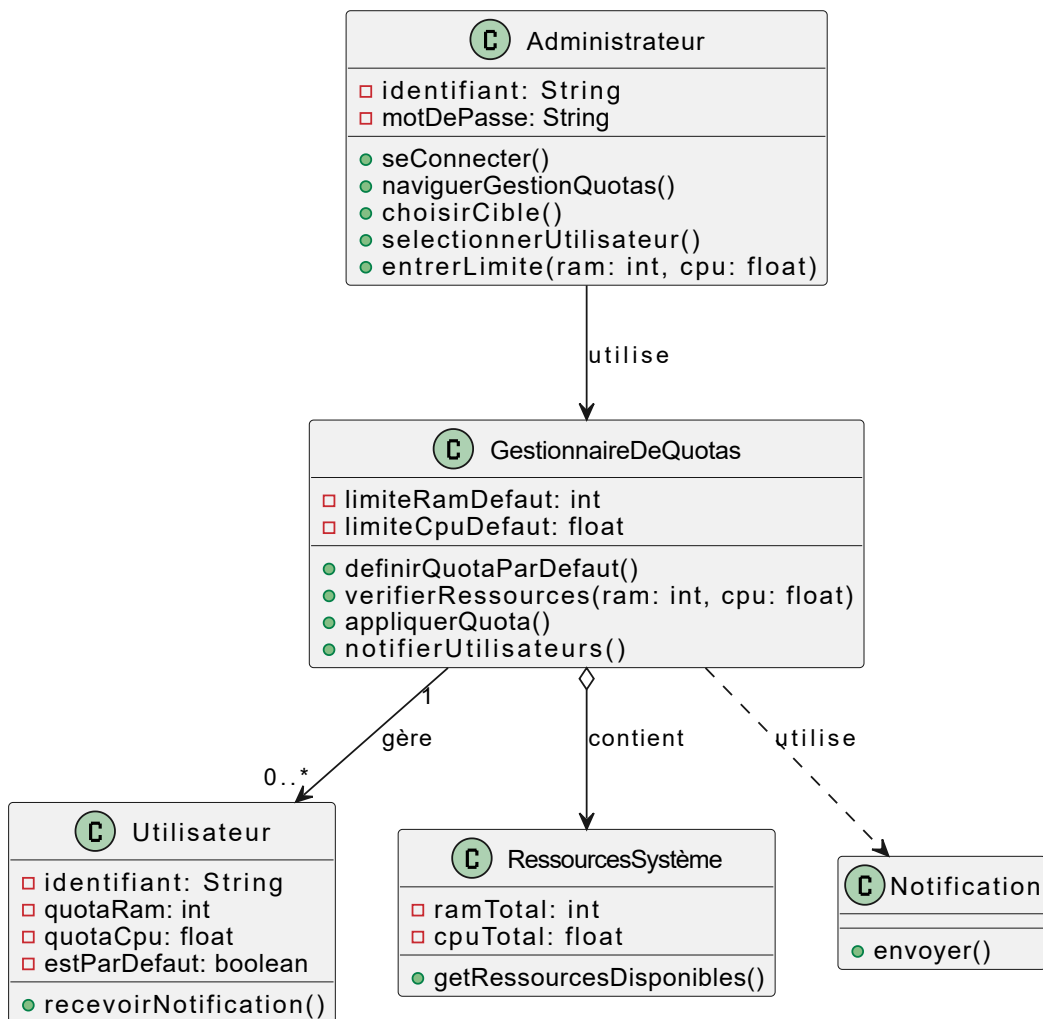 C Administrateur
identifiant: String
motDePasse: String
seConnecter()
naviguerGestionQuotas()
choisirCible()
selectionnerUtilisateur()
entrerLimite(ram: int, cpu: float)
utilise
C GestionnaireDeQuotas
limiteRamDefaut: int
limiteCpuDefaut: float
definirQuotaParDefaut()
verifierRessources(ram: int, cpu: float)
appliquerQuota()
notifierUtilisateurs()
1
gère
contient
utilise
0..*
C Utilisateur
identifiant: String
quotaRam: int
quotaCpu: float
estParDefaut: boolean
recevoirNotification()
C RessourcesSystème
ramTotal: int
cpuTotal: float
getRessourcesDisponibles()
C Notification
envoyer()